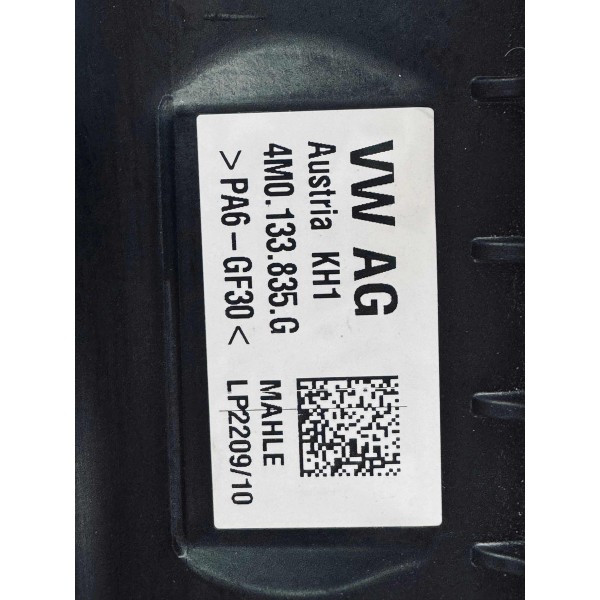 VW AG
Austria KH1
4M0.133.835.G
>PA6-GF30<
MAHLE
LP2209/10